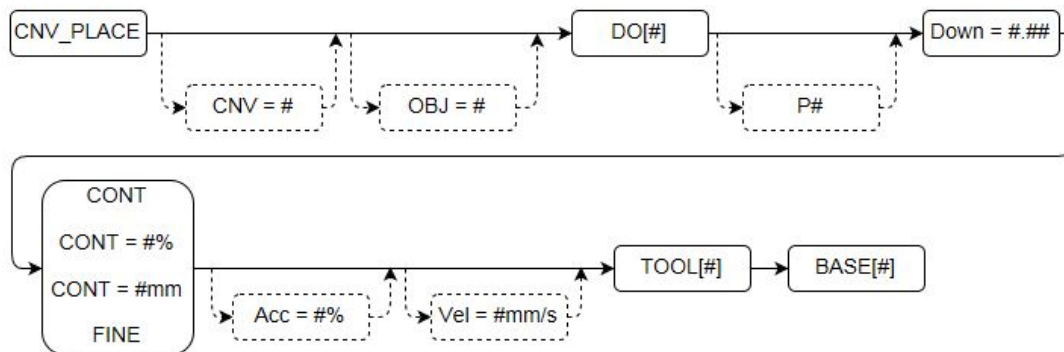 CNV_PLACE
DO[#]
Down = #.##
CNV = #
OBJ = #
P#
CONT
CONT = #%
CONT = #mm
FINE
TOOL[#]
BASE[#]
Acc = #%
Vel = #mm/s